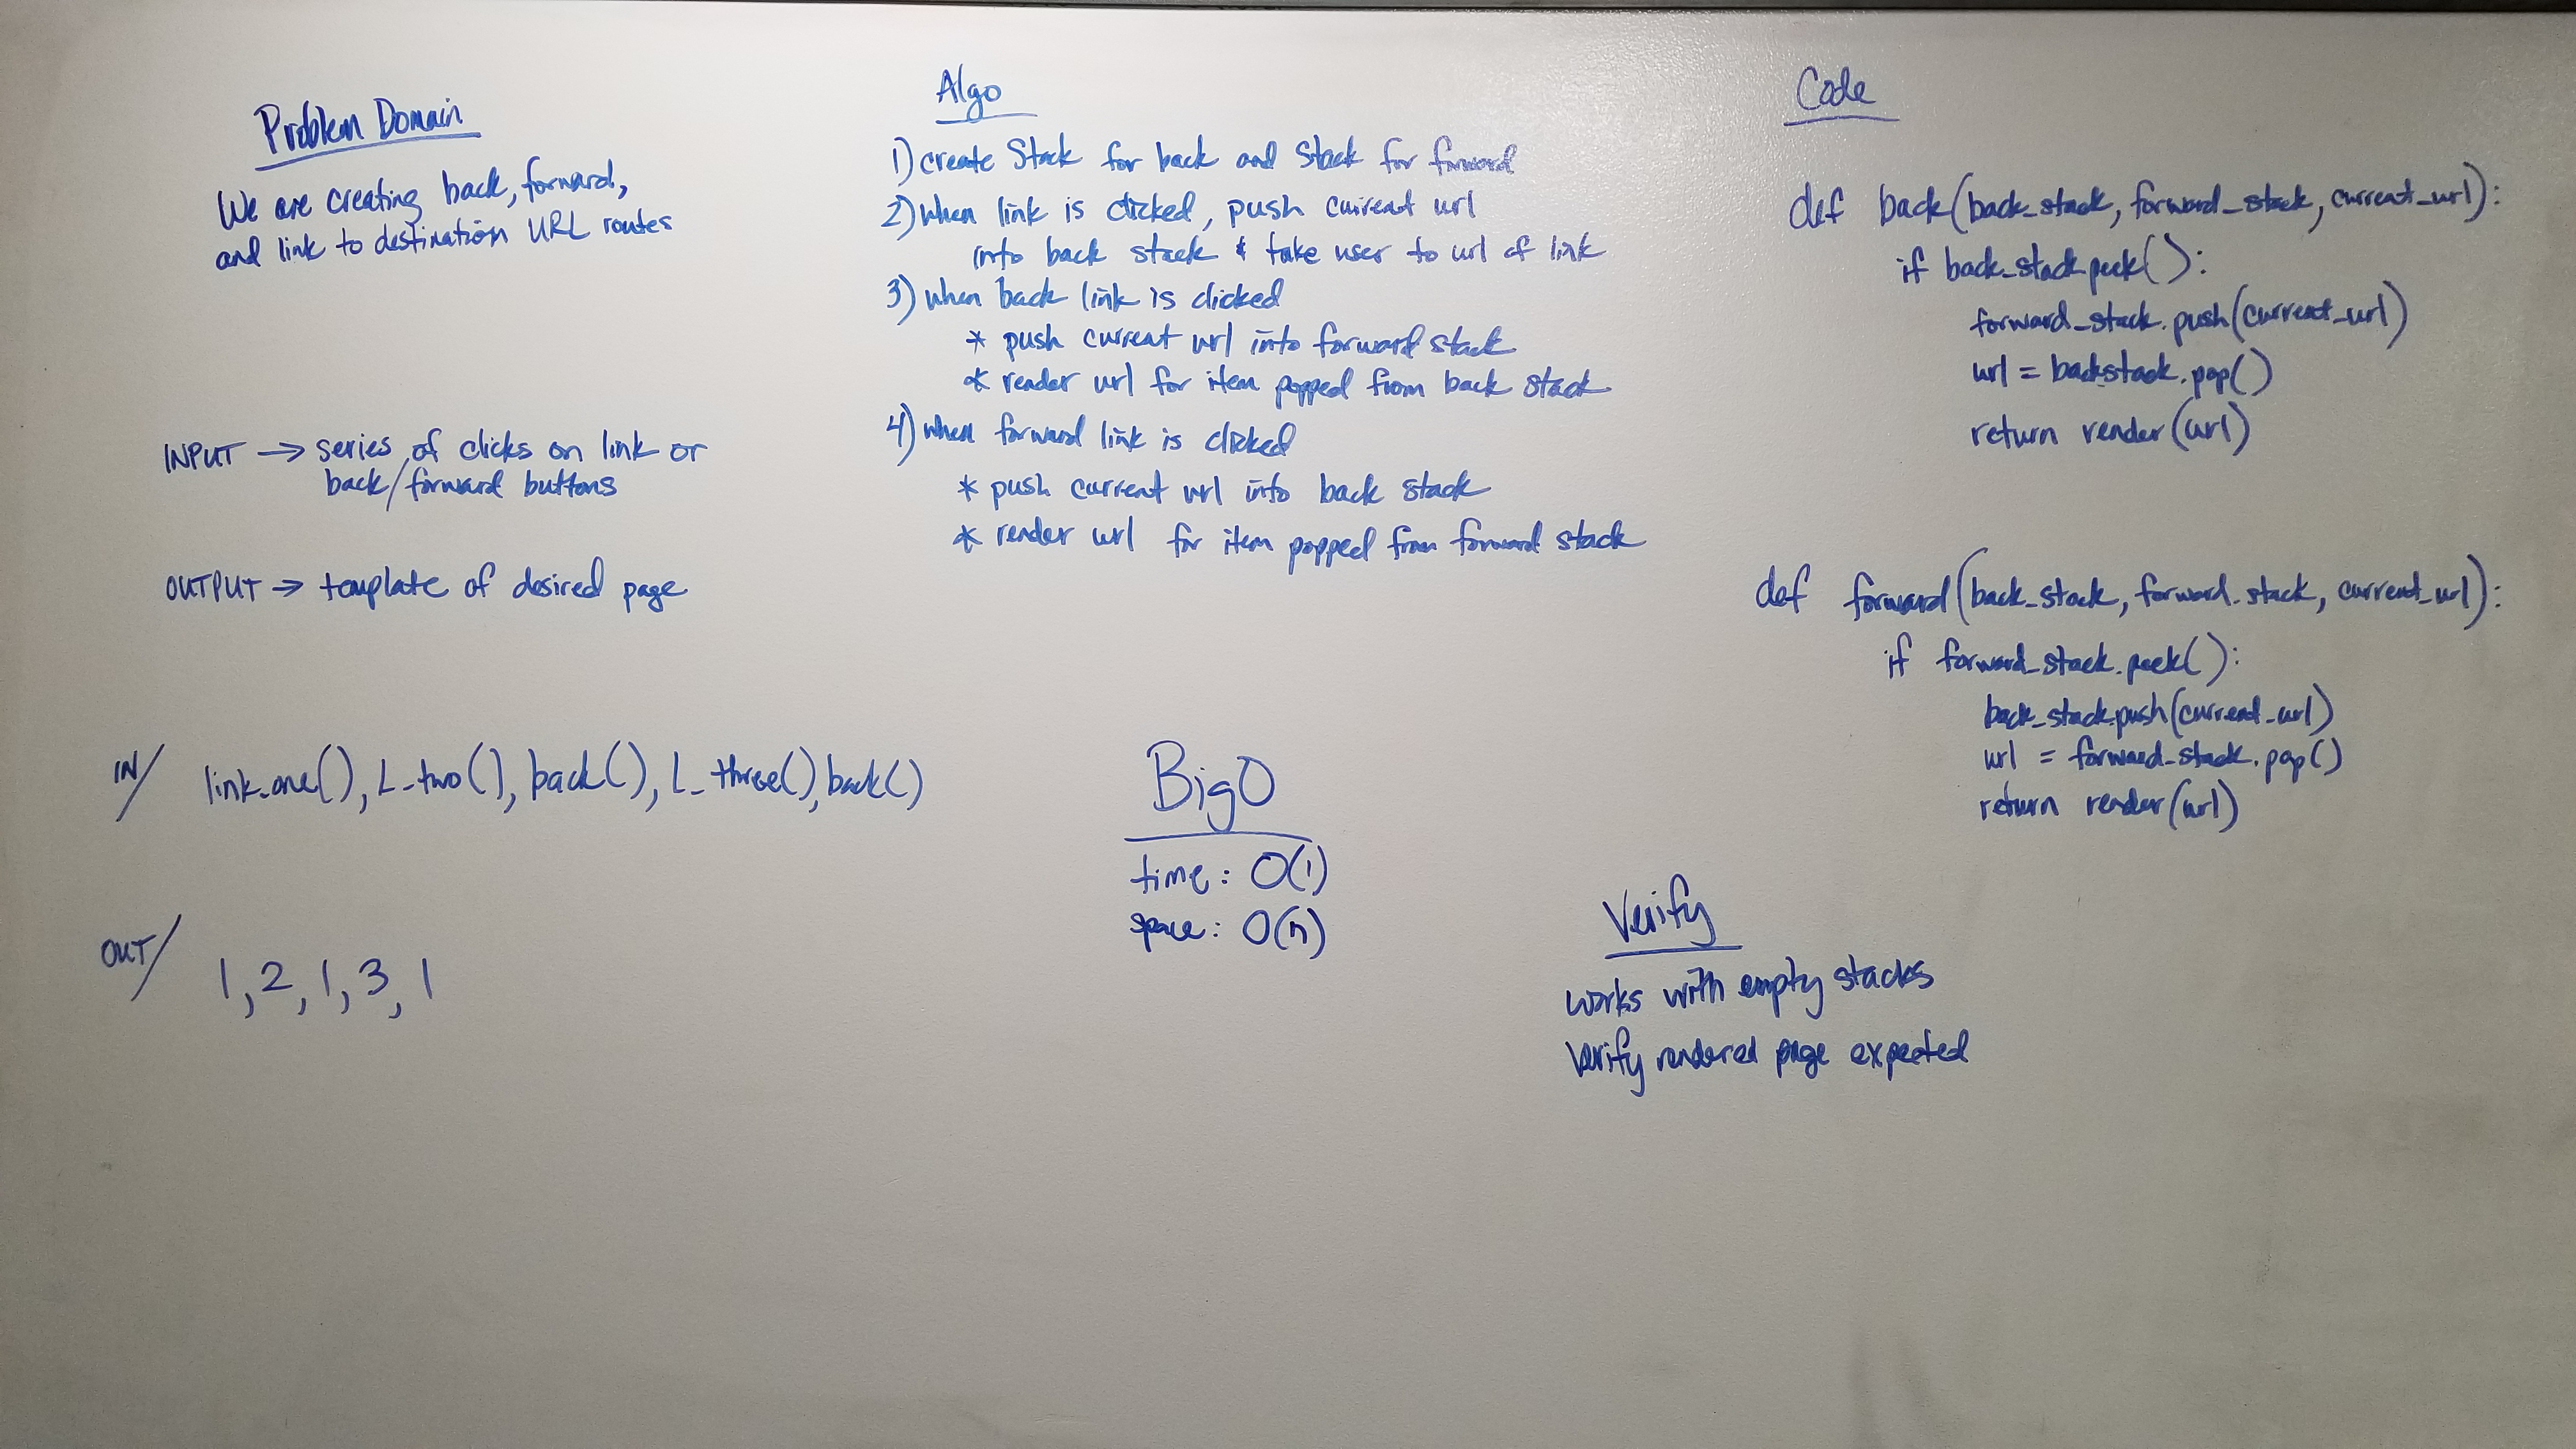 Problem Domain
We are creating back, forward,
and link to destination URL routes
INPUT → series of clicks on link or
back/forward buttons
OUTPUT → template of desired page
IN/ link_one(), L_two(), back(), L_three(), back()
OUT/ 1, 2, 1, 3, 1
Algo
1) create Stack for back and Stack for forward
2) when link is clicked, push current url
into back stack & take user to url of link
3) when back link is clicked
* push current url into forward stack
* render url for item popped from back stack
4) when forward link is clicked
* push current url into back stack
* render url for item popped from forward stack
Big O
time: O(1)
space: O(n)
Code
def back(back_stack, forward_stack, current_url):
if back_stack.peek():
forward_stack.push(current_url)
url = backstack.pop()
return render(url)
def forward(back_stack, forward_stack, current_url):
if forward_stack.peek():
back_stack.push(current_url)
url = forward_stack.pop()
return render(url)
Verify
works with empty stacks
Verify rendered page expected